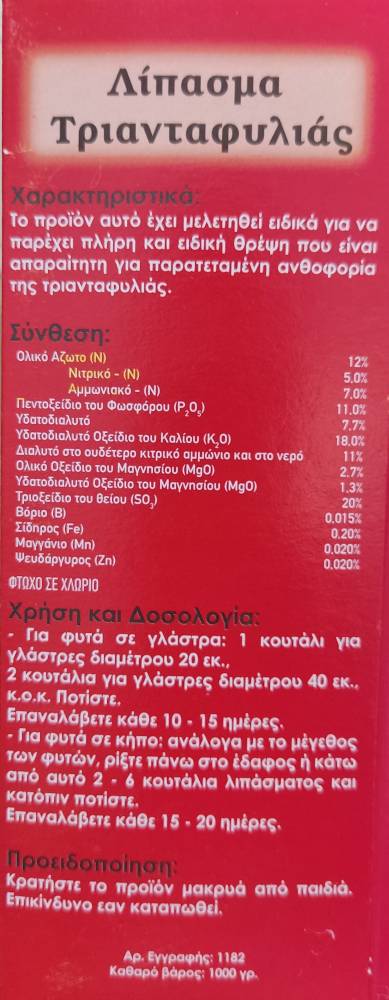 Λίπασμα
Τριανταφυλιάς
Χαρακτηριστικά:
Το προϊόν αυτό έχει μελετηθεί ειδικά για να
παρέχει πλήρη και ειδική θρέψη που είναι
απαραίτητη για παρατεταμένη ανθοφορία
της τριανταφυλιάς.
Σύνθεση:
Ολικό Αζωτο (N) 12%
Νιτρικό - (N) 5,0%
Αμμωνιακό - (N) 7,0%
Πεντοξείδιο του Φωσφόρου (P2O5) 11,0%
Υδατοδιαλυτό 7,7%
Υδατοδιαλυτό Οξείδιο του Καλίου (K2O) 18,0%
Διαλυτό στο ουδέτερο κιτρικό αμμώνιο και στο νερό 11%
Ολικό Οξείδιο του Μαγνησίου (MgO) 2,7%
Υδατοδιαλυτό Οξείδιο του Μαγνησίου (MgO) 1,3%
Τριοξείδιο του θείου (SO3) 20%
Βόριο (B) 0,015%
Σίδηρος (Fe) 0,20%
Μαγγάνιο (Mn) 0,020%
Ψευδάργυρος (Zn) 0,020%
ΦΤΩΧΟ ΣΕ ΧΛΩΡΙΟ
Χρήση και Δοσολογία:
- Για φυτά σε γλάστρα: 1 κουτάλι για
γλάστρες διαμέτρου 20 εκ.,
2 κουτάλια για γλάστρες διαμέτρου 40 εκ.,
κ.ο.κ. Ποτίστε.
Επαναλάβετε κάθε 10 - 15 ημέρες.
- Για φυτά σε κήπο: ανάλογα με το μέγεθος
των φυτών, ρίξτε πάνω στο έδαφος ή κάτω
από αυτό 2 - 6 κουτάλια λιπάσματος και
κατόπιν ποτίστε.
Επαναλάβετε κάθε 15 - 20 ημέρες.
Προειδοποίηση:
Κρατήστε το προϊόν μακρυά από παιδιά.
Επικίνδυνο εαν καταπωθεί.
Αρ. Εγγραφής: 1182
Καθαρό βάρος: 1000 γρ.